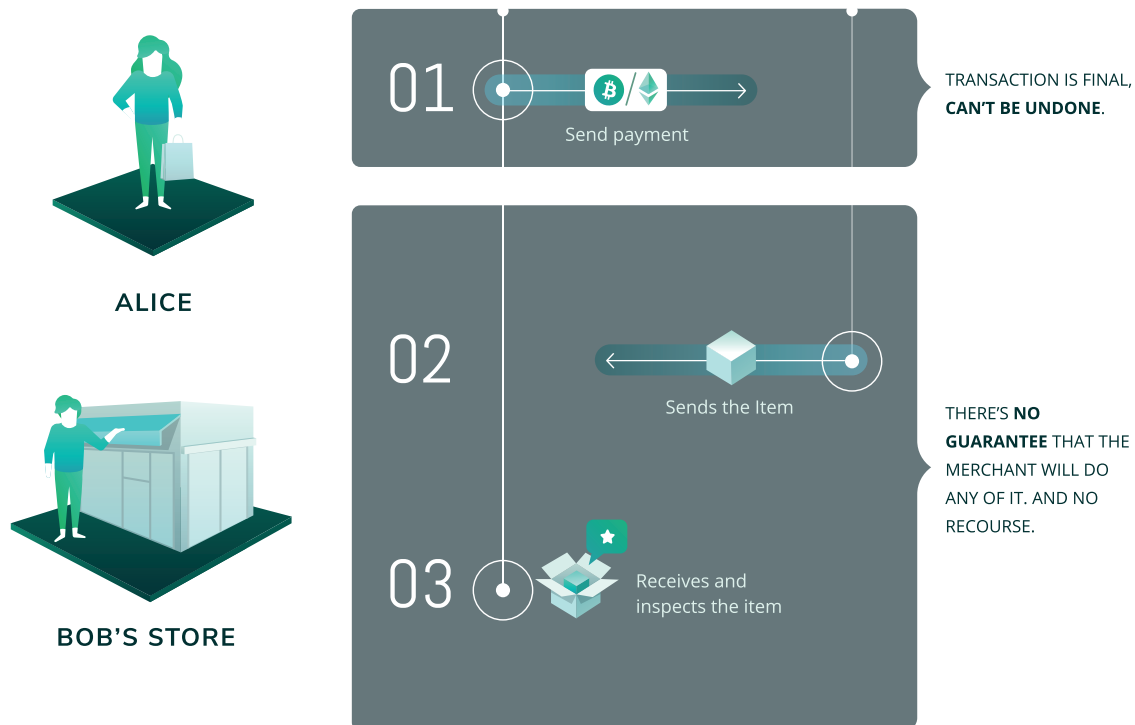 ALICE
BOB’S STORE
01
Send payment
TRANSACTION IS FINAL,
CAN’T BE UNDONE.
02
Sends the Item
03
Receives and
inspects the item
THERE’S NO
GUARANTEE THAT THE
MERCHANT WILL DO
ANY OF IT. AND NO
RECOURSE.